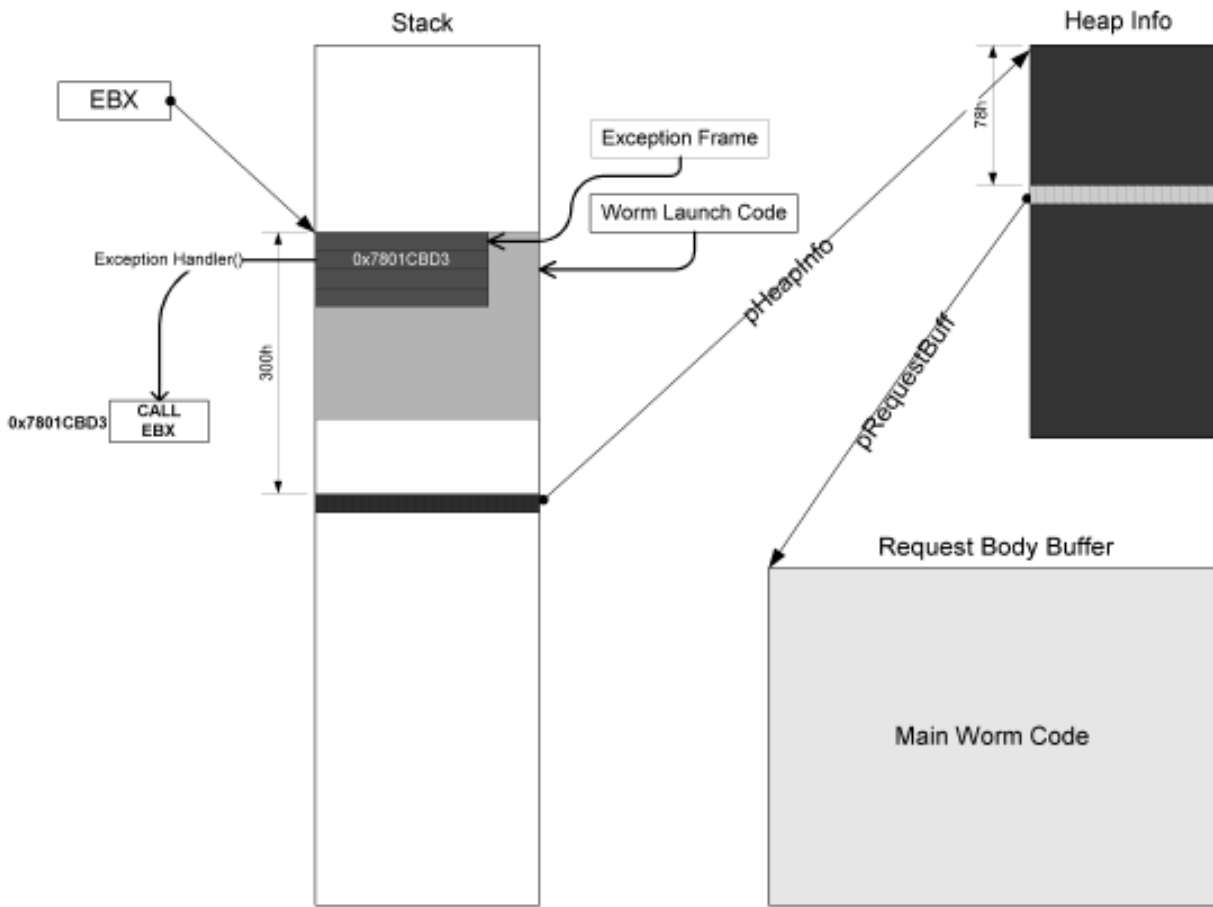 Stack
Heap Info
EBX
78h
Exception Frame
Worm Launch Code
Exception Handler()
0x7801CBD3
pHeapInfo
300h
pRequestBuff
0x7801CBD3
CALL
EBX
Request Body Buffer
Main Worm Code